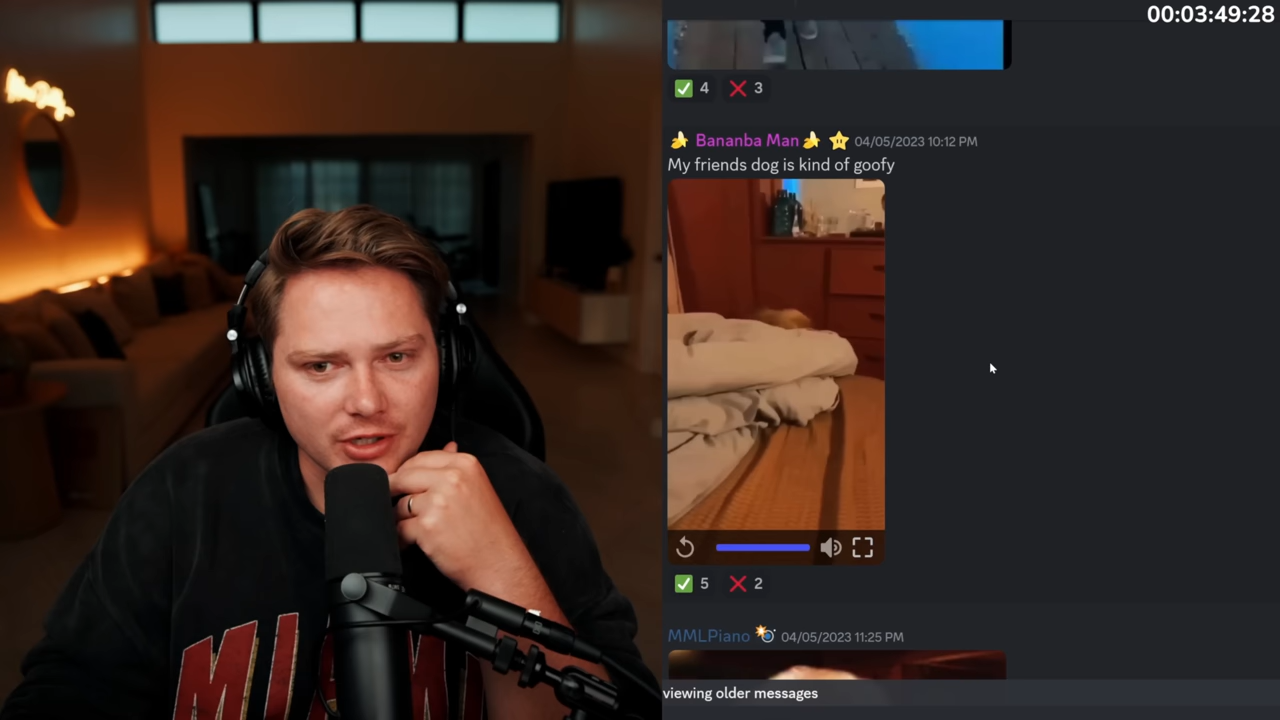 00:03:49:28
4 3
Bananba Man 04/05/2023 10:12 PM
My friends dog is kind of goofy
5 2
MMLPiano 04/05/2023 11:25 PM
viewing older messages
MIAMI